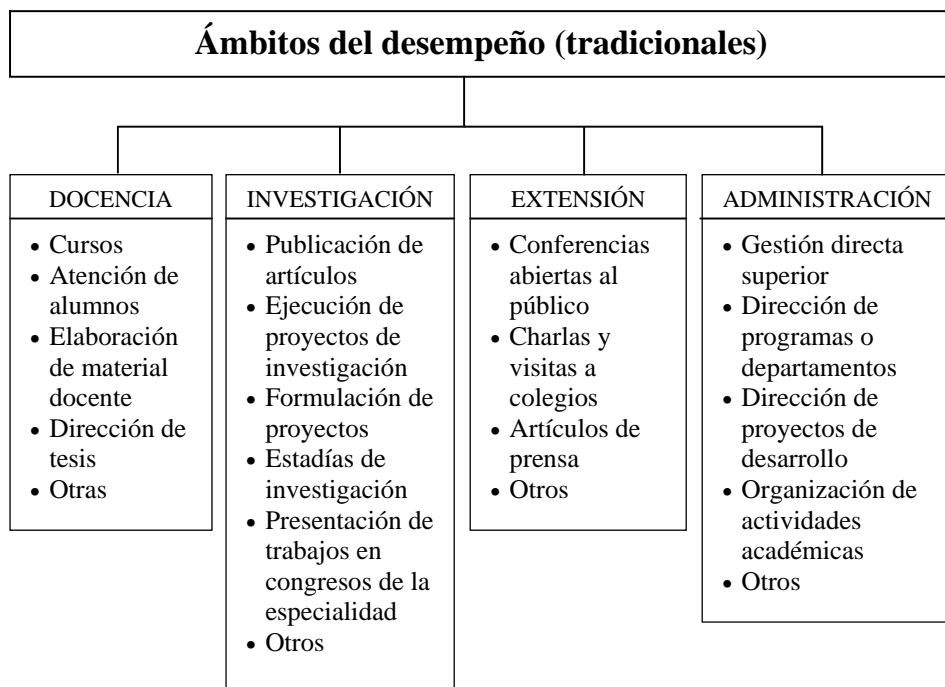 Ámbitos del desempeño (tradicionales)
DOCENCIA
• Cursos
• Atención de
alumnos
• Elaboración
de material
docente
• Dirección de
tesis
• Otras
INVESTIGACIÓN
• Publicación de
artículos
• Ejecución de
proyectos de
investigación
• Formulación de
proyectos
• Estadías de
investigación
• Presentación de
trabajos en
congresos de la
especialidad
• Otros
EXTENSIÓN
• Conferencias
abiertas al
público
• Charlas y
visitas a
colegios
• Artículos de
prensa
• Otros
ADMINISTRACIÓN
• Gestión directa
superior
• Dirección de
programas o
departamentos
• Dirección de
proyectos de
desarrollo
• Organización de
actividades
académicas
• Otros